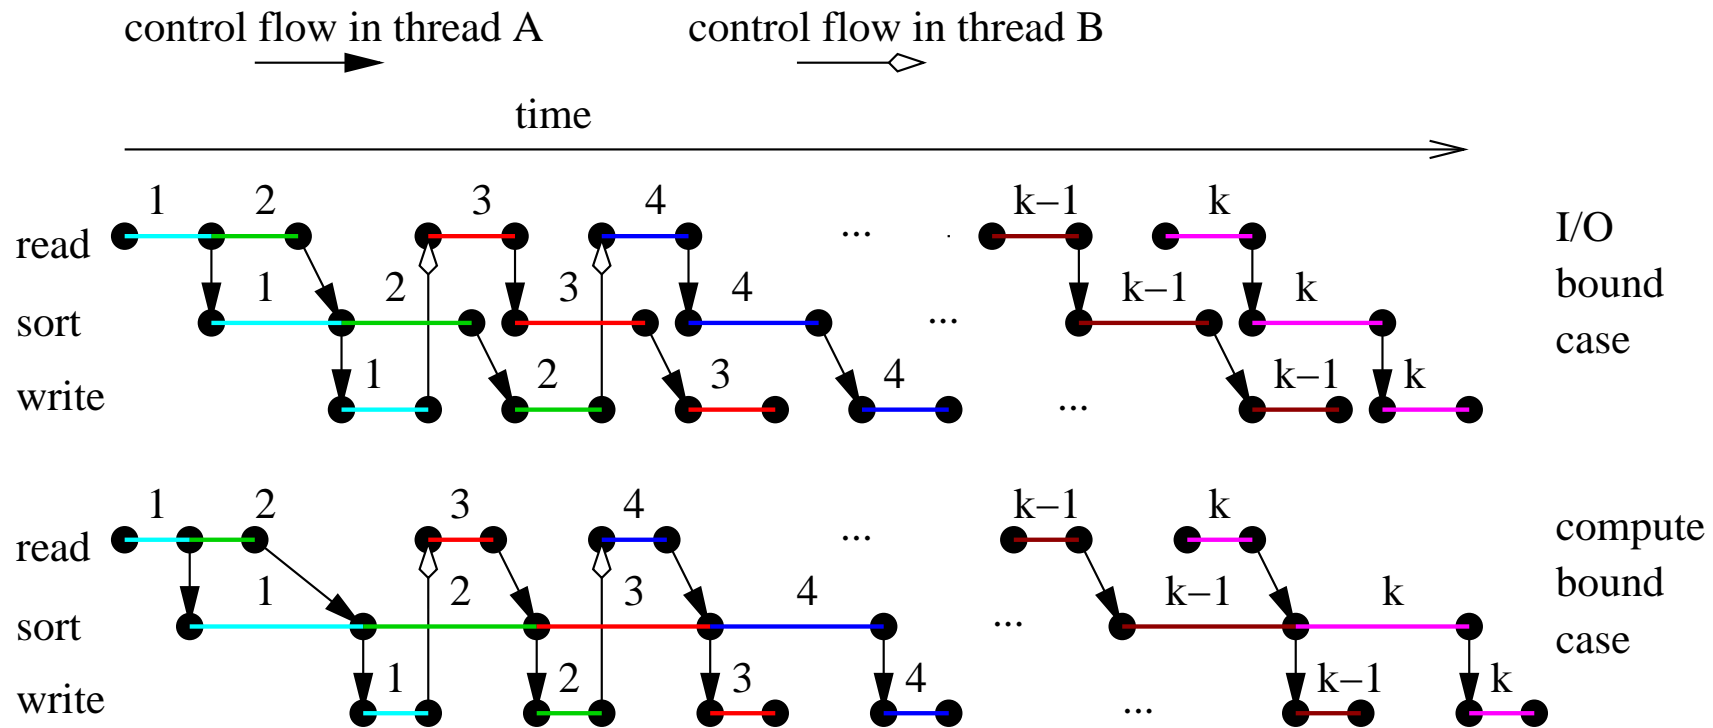 control flow in thread A control flow in thread B
time
1 2 3 4 ... . k−1 k
read
1 2 3 4 ... k−1 k
sort
1 2 3 4 ... k−1 k
write
I/O
bound
case
1 2 3 4 ... k−1 k
read
1 2 3 4 ... k−1 k
sort
1 2 3 4 ... k−1 k
write
compute
bound
case